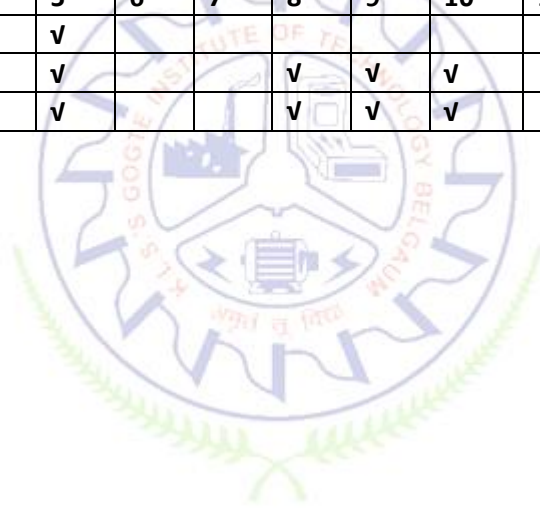 5 6 7 8 9 10
√
√ √ √ √
√ √ √ √
K.L.S.'S GOGTE INSTITUTE OF TECHNOLOGY BELGAUM